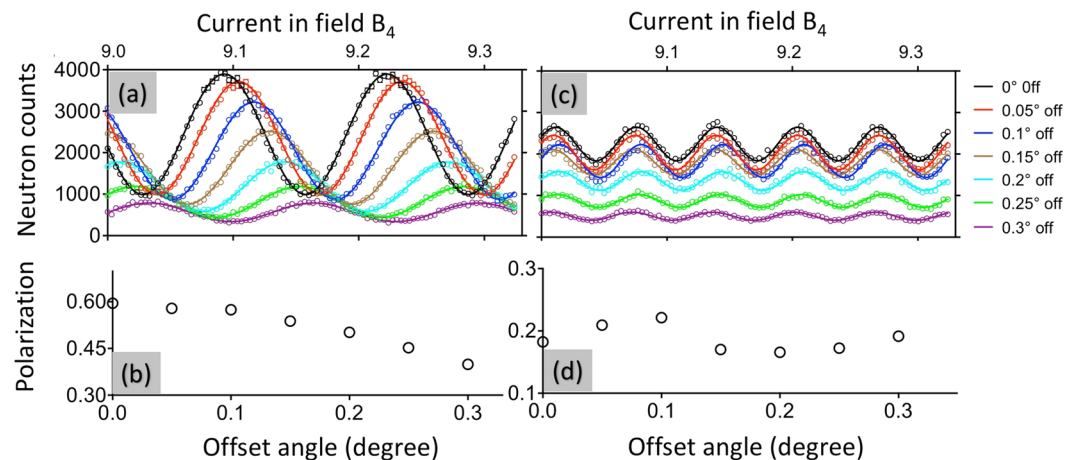 Current in field B4
9.0 9.1 9.2 9.3
Neutron counts
4000
3000
2000
1000
0
(a)
Current in field B4
9.1 9.2 9.3
(c)
0° Off
0.05° off
0.1° off
0.15° off
0.2° off
0.25° off
0.3° off
Polarization
0.60
0.45
0.30
(b)
0.0 0.1 0.2 0.3
Offset angle (degree)
0.3
0.2
0.1
(d)
0.0 0.1 0.2 0.3
Offset angle (degree)